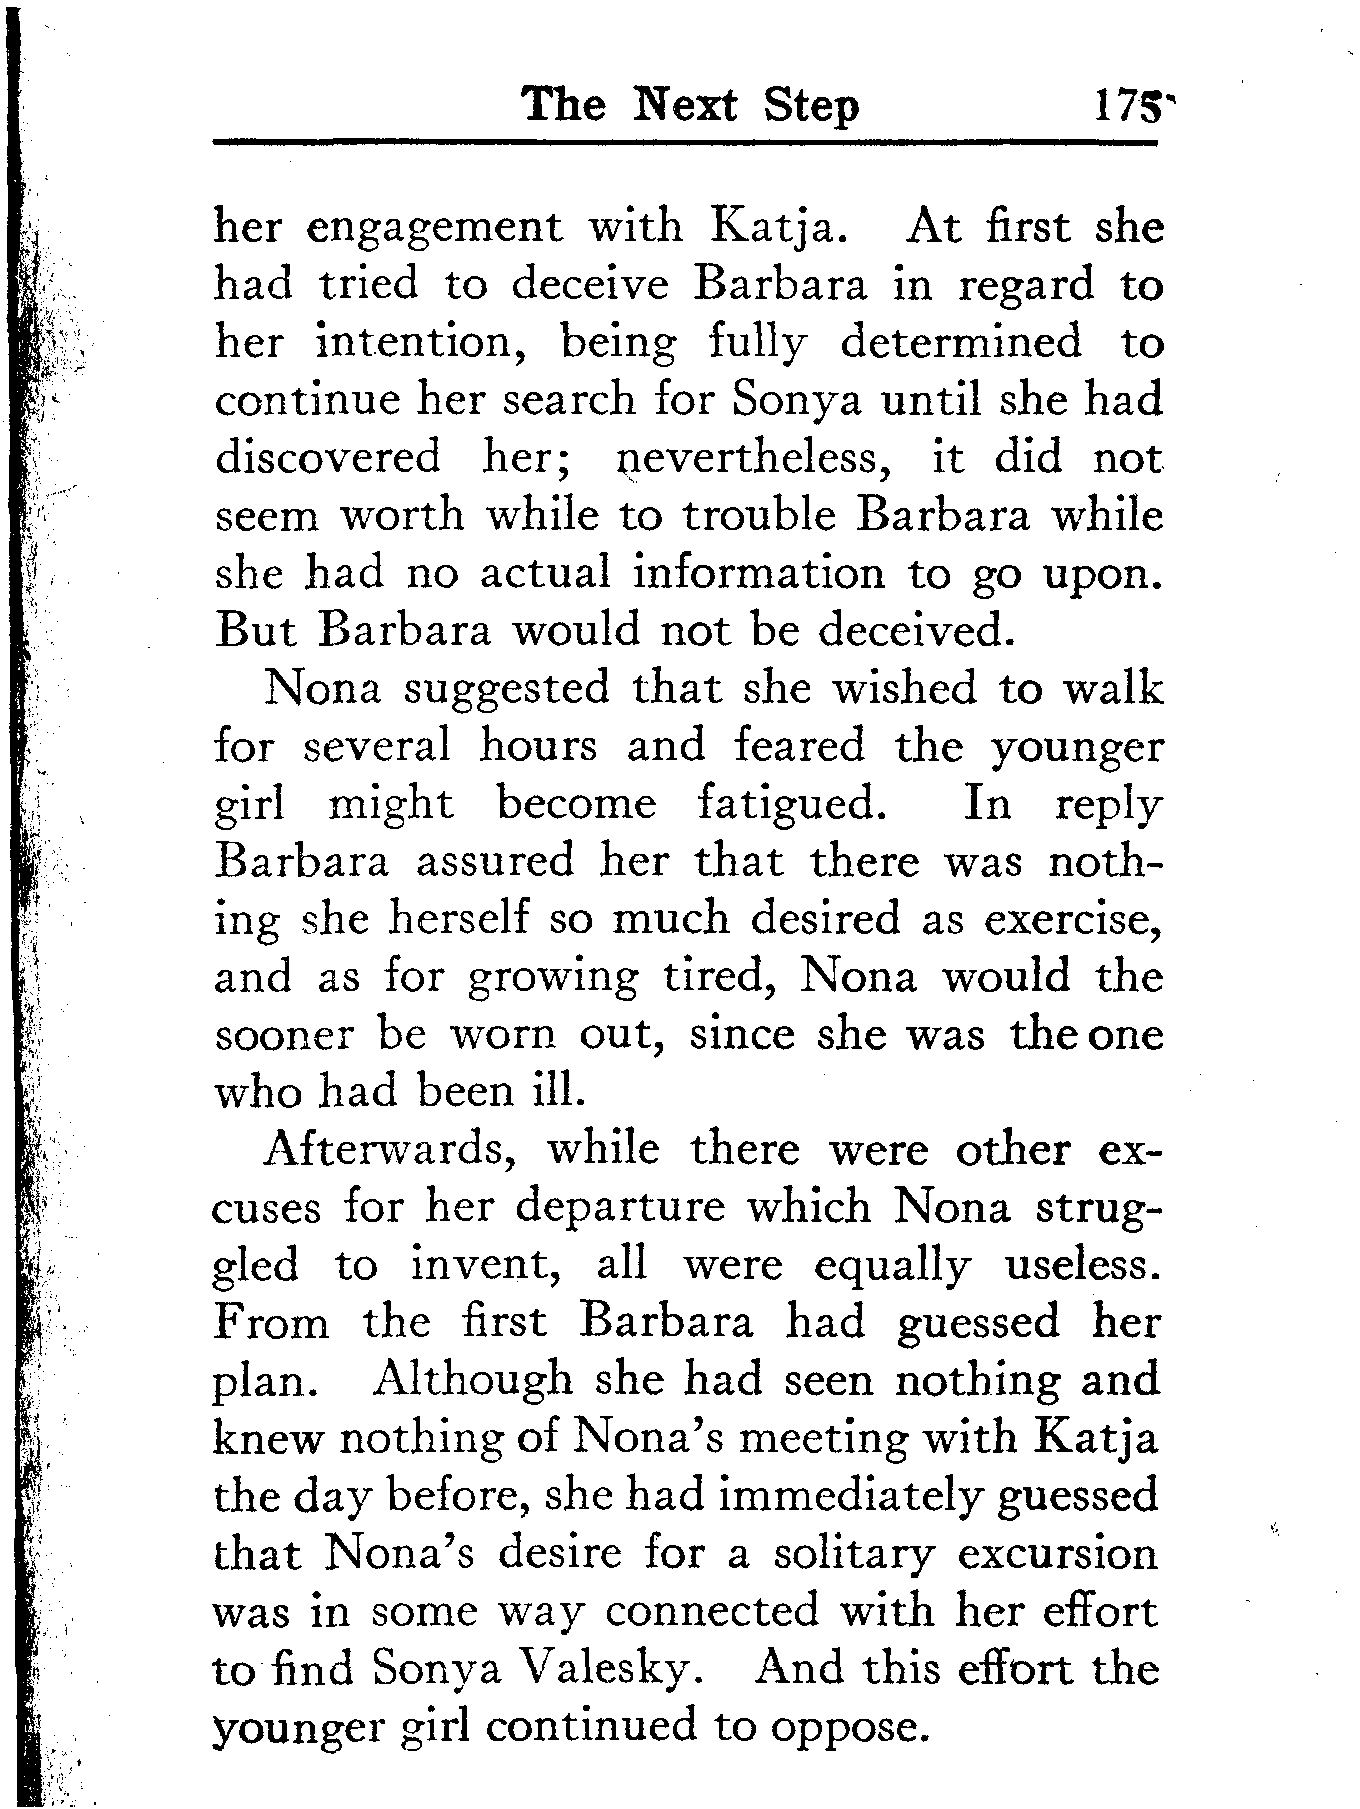 The Next Step 175
her engagement with Katja. At first she
had tried to deceive Barbara in regard to
her intention, being fully determined to
continue her search for Sonya until she had
discovered her; nevertheless, it did not
seem worth while to trouble Barbara while
she had no actual information to go upon.
But Barbara would not be deceived.
Nona suggested that she wished to walk
for several hours and feared the younger
girl might become fatigued. In reply
Barbara assured her that there was noth-
ing she herself so much desired as exercise,
and as for growing tired, Nona would the
sooner be worn out, since she was the one
who had been ill.
Afterwards, while there were other ex-
cuses for her departure which Nona strug-
gled to invent, all were equally useless.
From the first Barbara had guessed her
plan. Although she had seen nothing and
knew nothing of Nona's meeting with Katja
the day before, she had immediately guessed
that Nona's desire for a solitary excursion
was in some way connected with her effort
to find Sonya Valesky. And this effort the
younger girl continued to oppose.